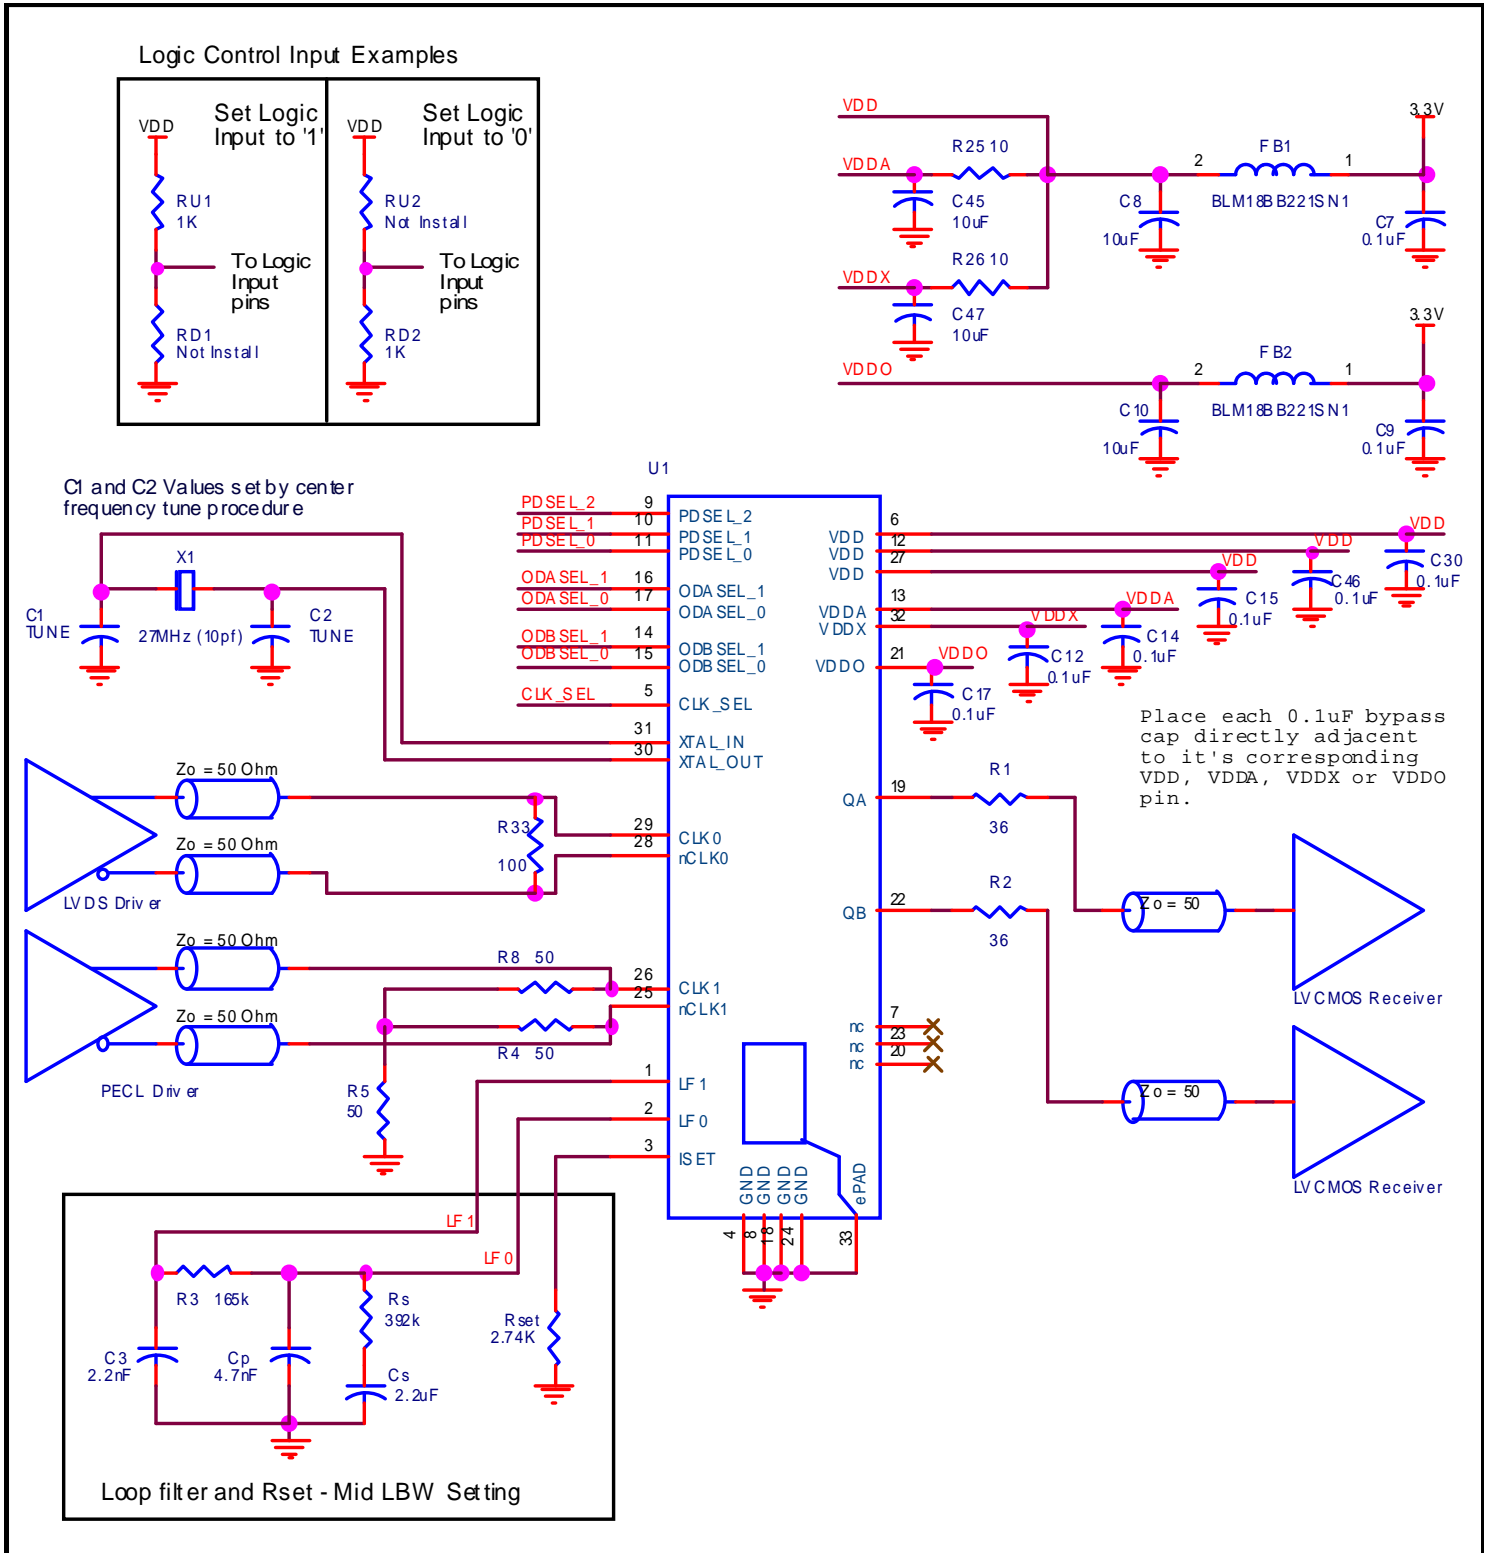 Logic Control Input Examples
VDD
Set Logic
Input to '1'
RU1
1K
To Logic
Input
pins
RD1
Not Install
VDD
Set Logic
Input to '0'
RU2
Not Install
To Logic
Input
pins
RD2
1K
VDD
VDDA
R25 10
C45
10uF
VDDX
R26 10
C47
10uF
C8
10uF
2
FB1
1
BLM18BB221SN1
3.3V
C7
0.1uF
VDDO
C10
10uF
2
FB2
1
BLM18BB221SN1
3.3V
C9
0.1uF
C1 and C2 Values set by center
frequency tune procedure
X1
C1
TUNE
27MHz (10pf)
C2
TUNE
U1
PDSEL_2 9 PDSEL_2
PDSEL_1 10 PDSEL_1
PDSEL_0 11 PDSEL_0
ODASEL_1 16 ODASEL_1
ODASEL_0 17 ODASEL_0
ODBSEL_1 14 ODBSEL_1
ODBSEL_0 15 ODBSEL_0
CLK_SEL 5 CLK_SEL
31 XTAL_IN
30 XTAL_OUT
29 CLK0
28 nCLK0
26 CLK1
25 nCLK1
1 LF1
2 LF0
3 ISET
VDD 6 VDD
VDD 12 VDD
VDD 27 VDD
VDDA 13 VDDA
VDDX 32 VDDX
VDDO 21 VDDO
C30
0.1uF
C46
0.1uF
C15
0.1uF
C14
0.1uF
C12
0.1uF
C17
0.1uF
Place each 0.1uF bypass
cap directly adjacent
to it's corresponding
VDD, VDDA, VDDX or VDDO
pin.
Zo = 50 Ohm
Zo = 50 Ohm
LVDS Driver
R33
100
Zo = 50 Ohm
Zo = 50 Ohm
PECL Driver
R8 50
R4 50
R5
50
QA 19
R1
36
QB 22
R2
36
Zo = 50
LVCMOS Receiver
Zo = 50
LVCMOS Receiver
nc 7
nc 23
nc 20
GND
GND
GND
GND
ePAD
4
8
18
24
33
LF1
LF0
R3 165k
Rs
392k
C3
2.2nF
Cp
4.7nF
Cs
2.2uF
Rset
2.74K
Loop filter and Rset - Mid LBW Setting